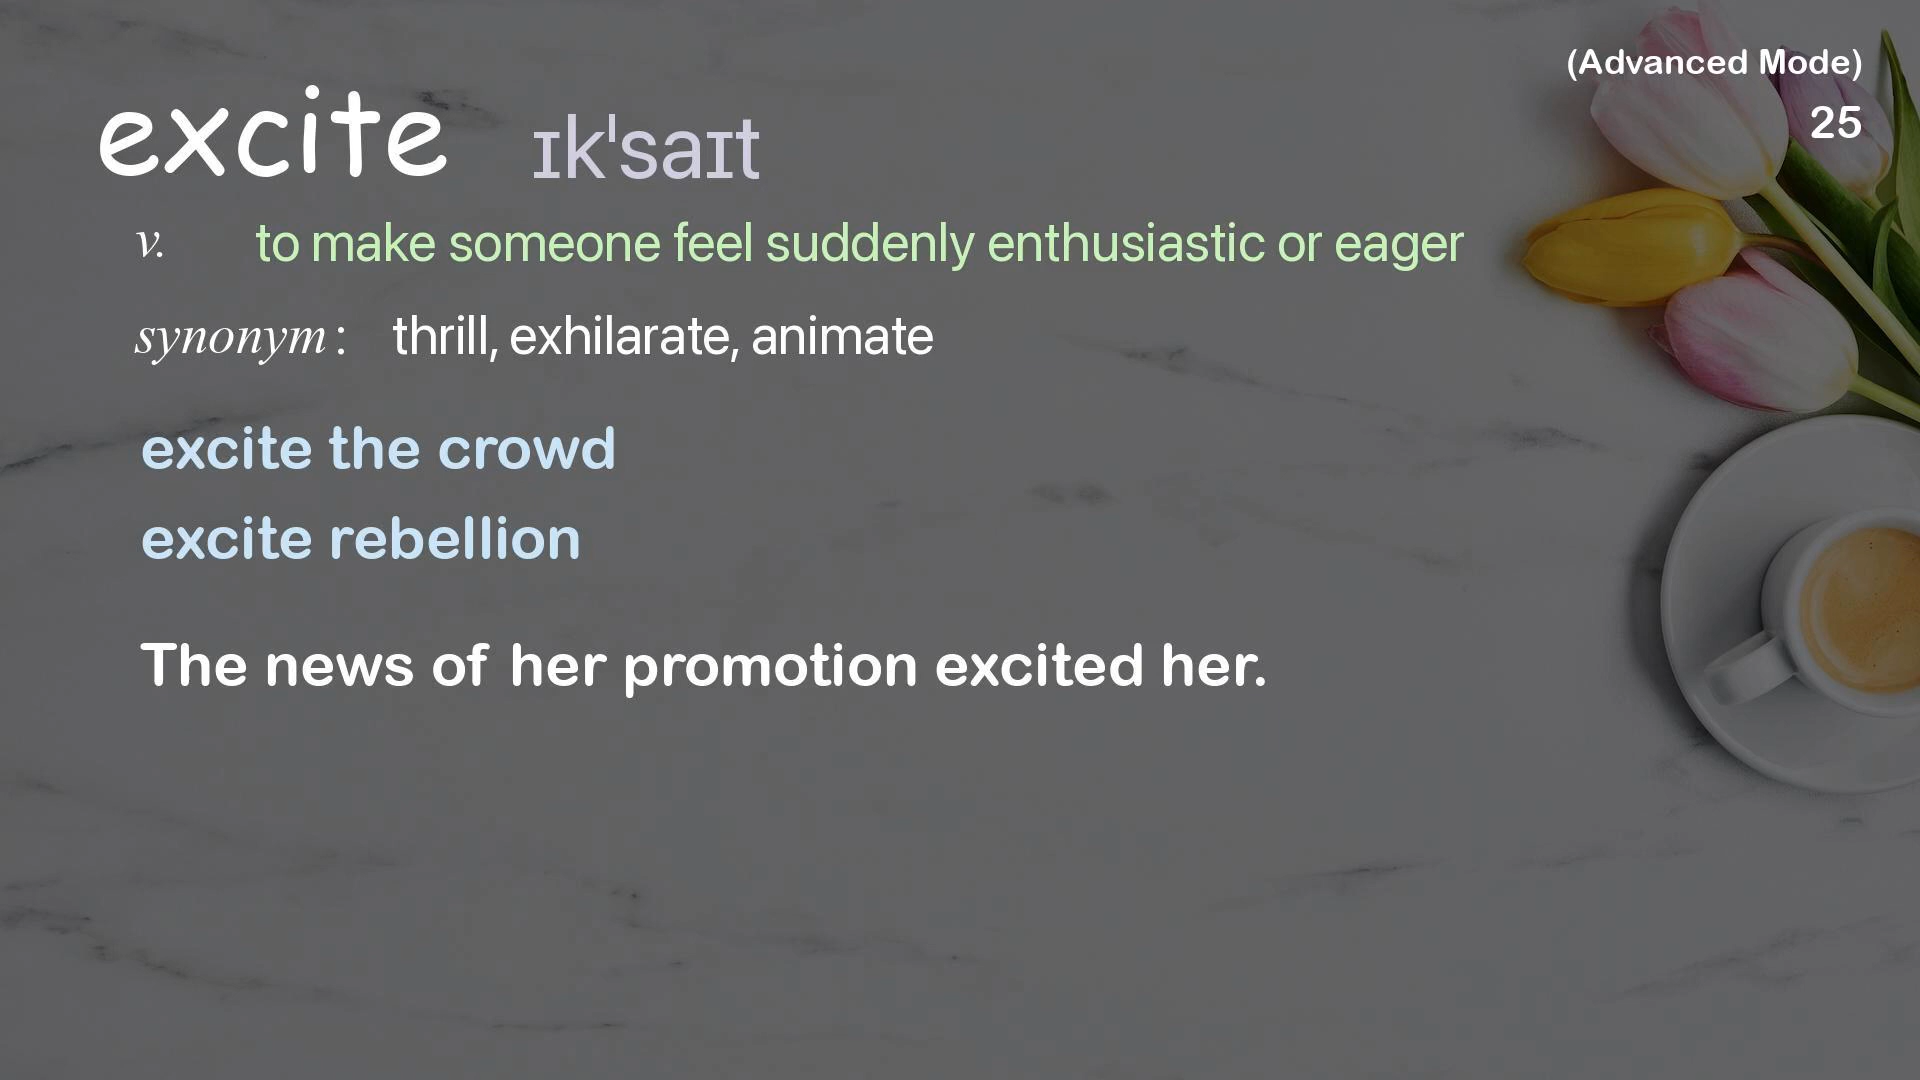 (Advanced Mode)
25
excite ɪkˈsaɪt
v. to make someone feel suddenly enthusiastic or eager
synonym: thrill, exhilarate, animate
excite the crowd
excite rebellion
The news of her promotion excited her.